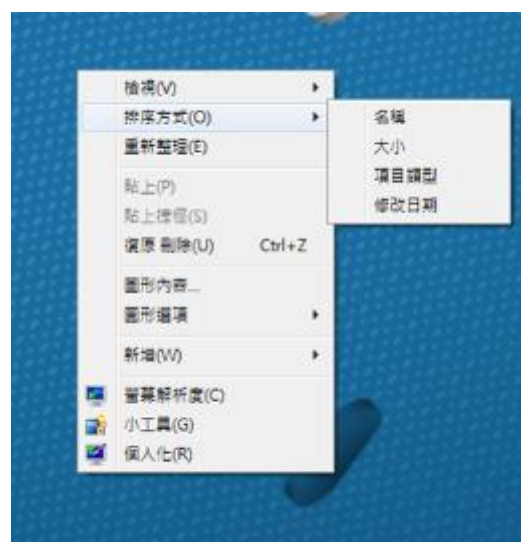 檢視(V)
排序方式(O)
重新整理(E)
貼上(P)
貼上捷徑(S)
復原 刪除(U) Ctrl+Z
圖形內容...
圖形選項
新增(W)
螢幕解析度(C)
小工具(G)
個人化(R)
名稱
大小
項目類型
修改日期